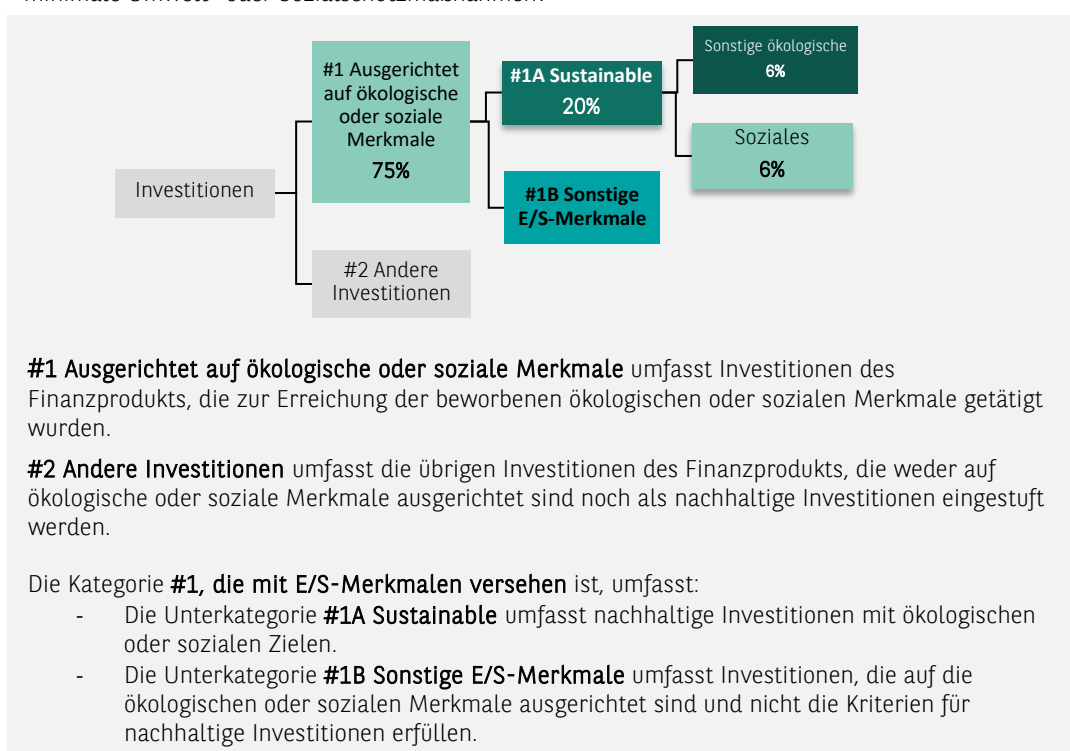 minimale Umwelt- oder Sozialschutzmaßnahmen.
Investitionen
#1 Ausgerichtet
auf ökologische
oder soziale
Merkmale
75%
#2 Andere
Investitionen
#1A Sustainable
20%
#1B Sonstige
E/S-Merkmale
Sonstige ökologische
6%
Soziales
6%
#1 Ausgerichtet auf ökologische oder soziale Merkmale umfasst Investitionen des
Finanzprodukts, die zur Erreichung der beworbenen ökologischen oder sozialen Merkmale getätigt
wurden.
#2 Andere Investitionen umfasst die übrigen Investitionen des Finanzprodukts, die weder auf
ökologische oder soziale Merkmale ausgerichtet sind noch als nachhaltige Investitionen eingestuft
werden.
Die Kategorie #1, die mit E/S-Merkmalen versehen ist, umfasst:
- Die Unterkategorie #1A Sustainable umfasst nachhaltige Investitionen mit ökologischen
oder sozialen Zielen.
- Die Unterkategorie #1B Sonstige E/S-Merkmale umfasst Investitionen, die auf die
ökologischen oder sozialen Merkmale ausgerichtet sind und nicht die Kriterien für
nachhaltige Investitionen erfüllen.